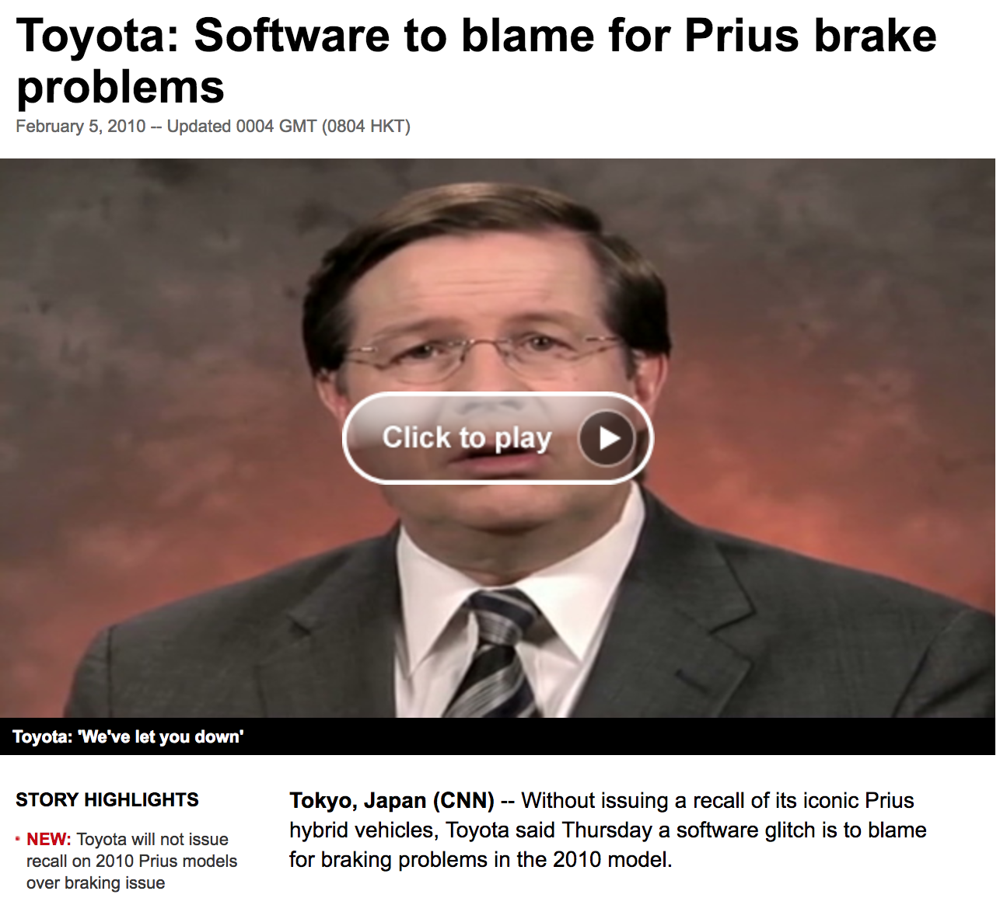 Toyota: Software to blame for Prius brake
problems
February 5, 2010 -- Updated 0004 GMT (0804 HKT)
Click to play
Toyota: 'We've let you down'
STORY HIGHLIGHTS
NEW: Toyota will not issue
recall on 2010 Prius models
over braking issue
Tokyo, Japan (CNN) -- Without issuing a recall of its iconic Prius
hybrid vehicles, Toyota said Thursday a software glitch is to blame
for braking problems in the 2010 model.